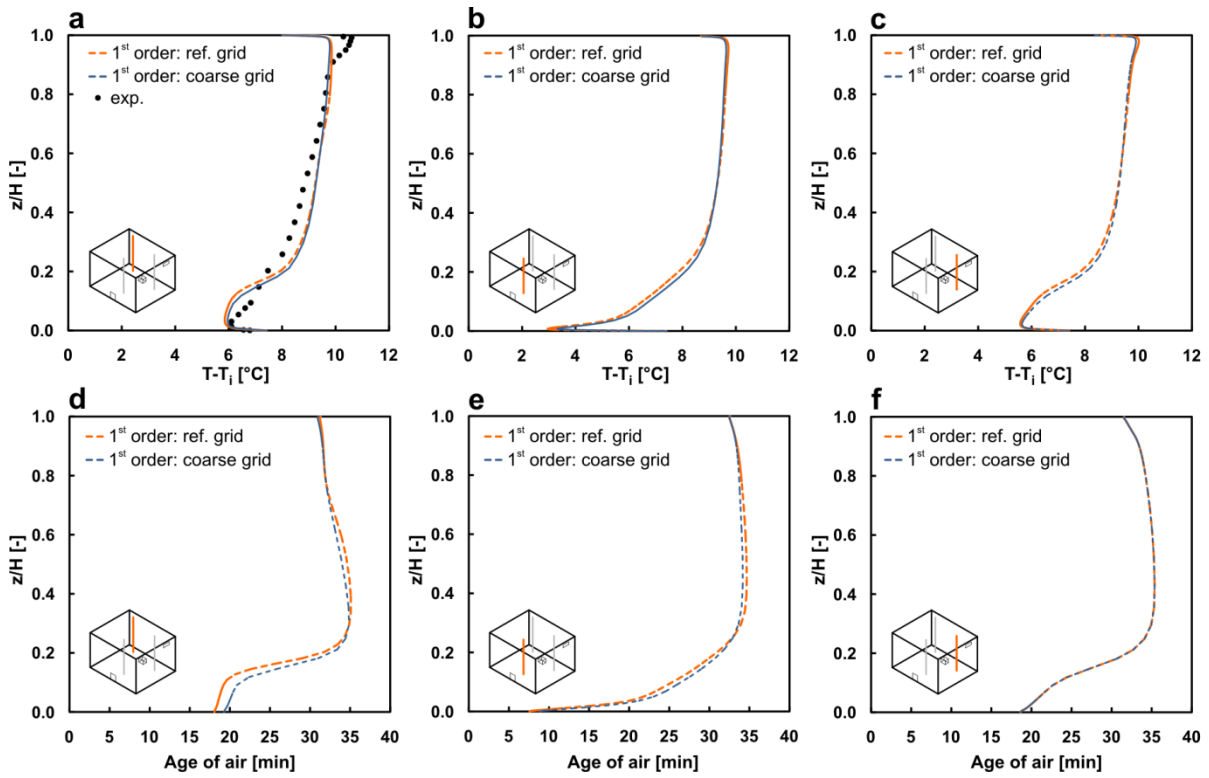 a
1.0
0.8
0.6
0.4
0.2
0.0
z/H [-]
1st order: ref. grid
1st order: coarse grid
exp.
0 2 4 6 8 10 12
T-Ti [°C]
b
1.0
0.8
0.6
0.4
0.2
0.0
z/H [-]
1st order: ref. grid
1st order: coarse grid
0 2 4 6 8 10 12
T-Ti [°C]
c
1.0
0.8
0.6
0.4
0.2
0.0
z/H [-]
1st order: ref. grid
1st order: coarse grid
0 2 4 6 8 10 12
T-Ti [°C]
d
1.0
0.8
0.6
0.4
0.2
0.0
z/H [-]
1st order: ref. grid
1st order: coarse grid
0 5 10 15 20 25 30 35 40
Age of air [min]
e
1.0
0.8
0.6
0.4
0.2
0.0
z/H [-]
1st order: ref. grid
1st order: coarse grid
0 5 10 15 20 25 30 35 40
Age of air [min]
f
1.0
0.8
0.6
0.4
0.2
0.0
z/H [-]
1st order: ref. grid
1st order: coarse grid
0 5 10 15 20 25 30 35 40
Age of air [min]